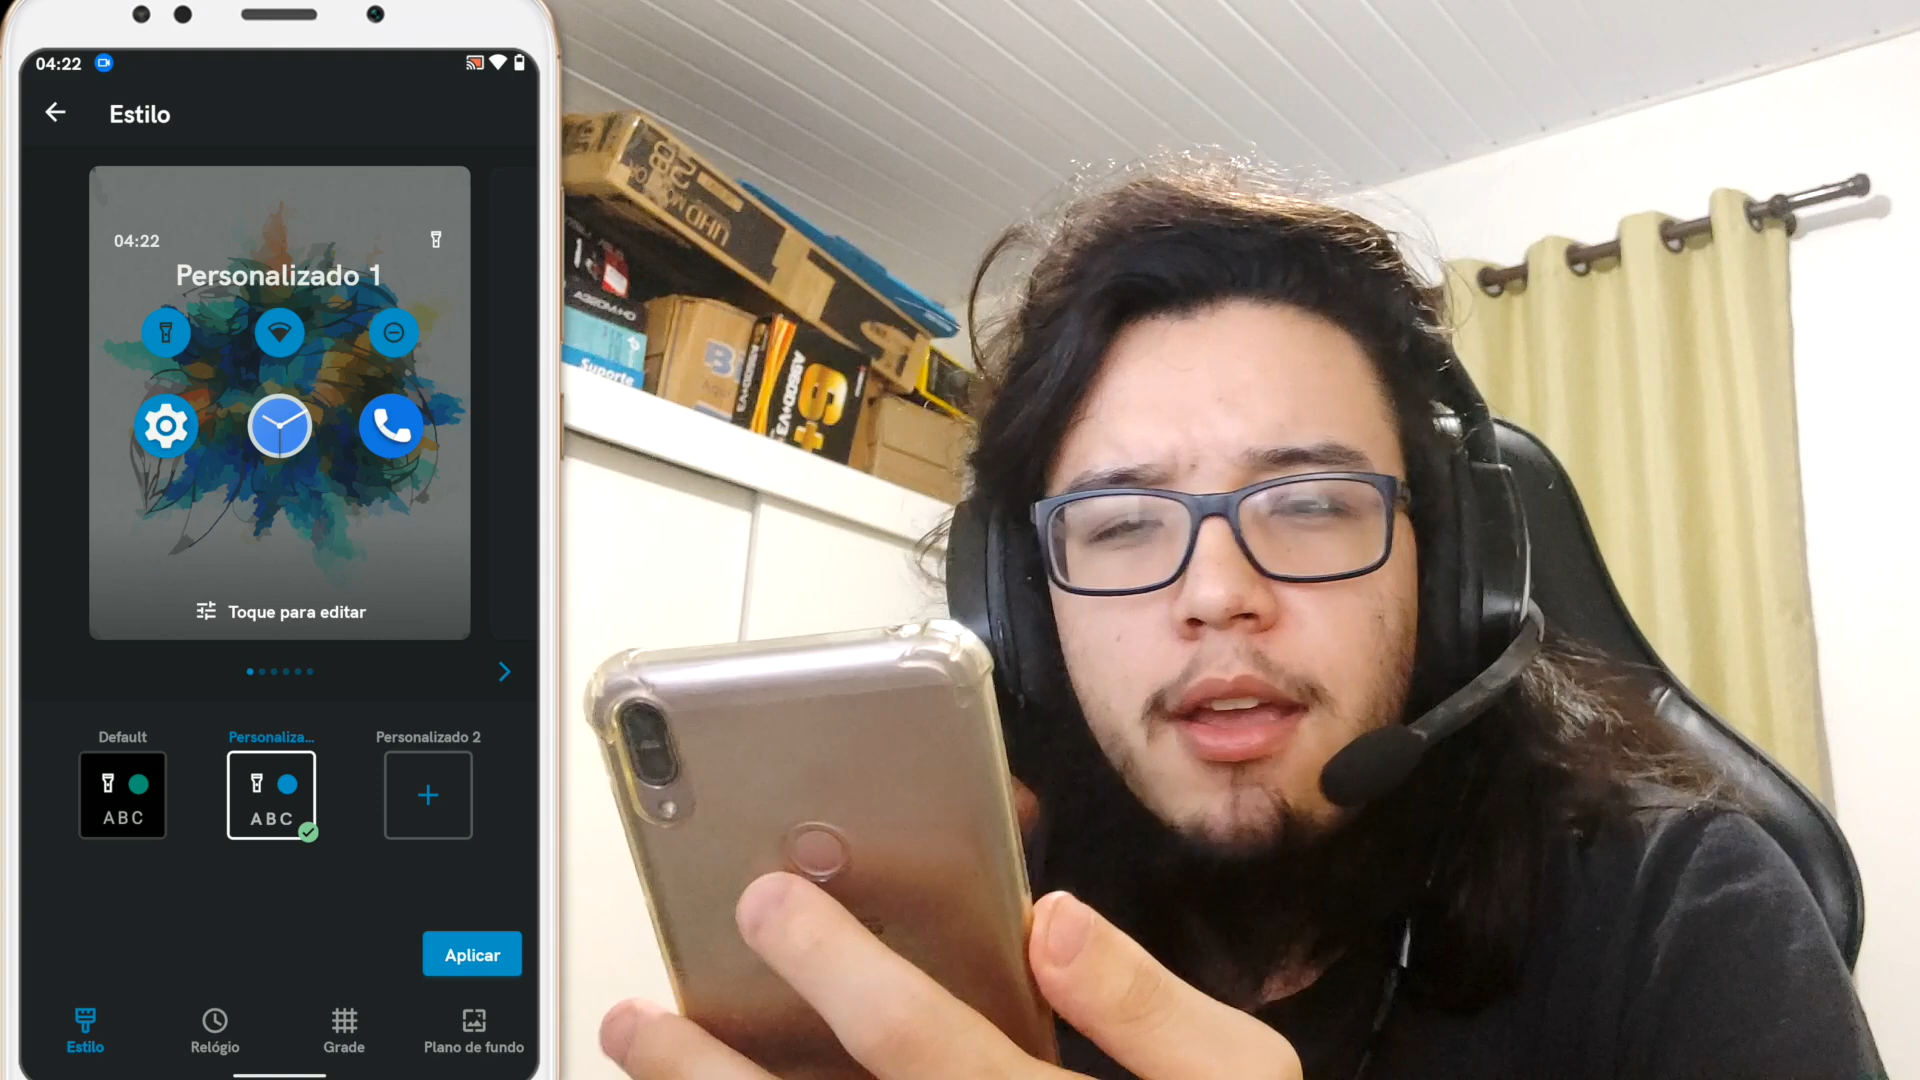 04:22
Estilo
04:22
Personalizado 1
Toque para editar
Default
Personaliza...
Personalizado 2
ABC
ABC
Aplicar
Estilo
Relógio
Grade
Plano de fundo
Suporte
S+